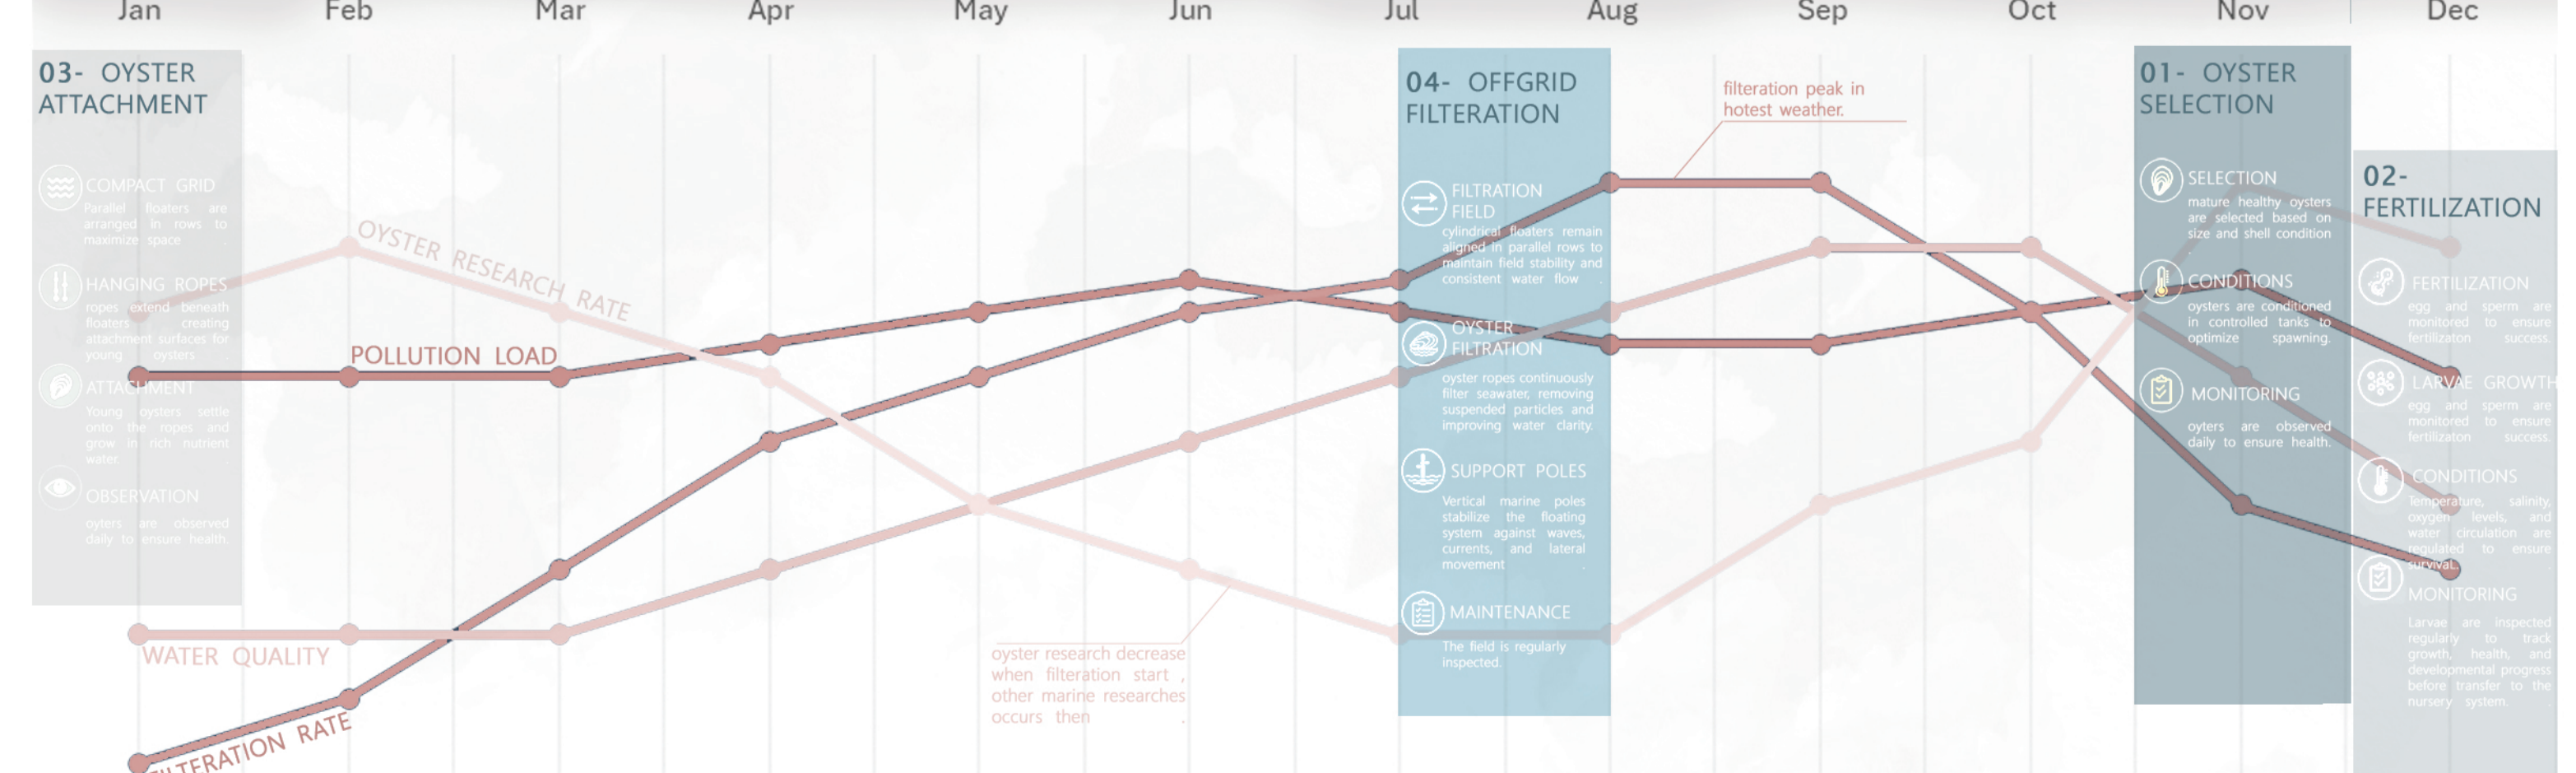 Jan Feb Mar Apr May Jun Jul Aug Sep Oct Nov Dec
03- OYSTER
ATTACHMENT
COMPACT GRID
Parallel floaters are
arranged in rows to
maximize space .
HANGING ROPES
ropes extend beneath
floaters creating
attachment surfaces for
young oysters .
ATTACHMENT
Young oysters settle
onto the ropes and
grow in rich nutrient
water. .
OBSERVATION
oyters are observed
daily to ensure health.
OYSTER RESEARCH RATE
POLLUTION LOAD
WATER QUALITY
FILTERATION RATE
oyster research decrease
when filteration start ,
other marine researches
occurs then .
04- OFFGRID
FILTERATION
FILTRATION
FIELD
cylindrical floaters remain
aligned in parallel rows to
maintain field stability and
consistent water flow .
OYSTER
FILTRATION
oyster ropes continuously
filter seawater, removing
suspended particles and
improving water clarity.
SUPPORT POLES
Vertical marine poles
stabilize the floating
system against waves,
currents, and lateral
movement .
MAINTENANCE
The field is regularly
inspected.
filteration peak in
hotest weather.
01- OYSTER
SELECTION
SELECTION
mature healthy oysters
are selected based on
size and shell condition
.
CONDITIONS
oysters are conditioned
in controlled tanks to
optimize spawning.
MONITORING
oyters are observed
daily to ensure health.
02-
FERTILIZATION
FERTILIZATION
egg and sperm are
monitored to ensure
fertilizaton success.
LARVAE GROWTH
egg and sperm are
monitored to ensure
fertilizaton success.
CONDITIONS
Temperature, salinity,
oxygen levels, and
water circulation are
regulated to ensure
survival. .
MONITORING
Larvae are inspected
regularly to track
growth, health, and
developmental progress
before transfer to the
nursery system. .